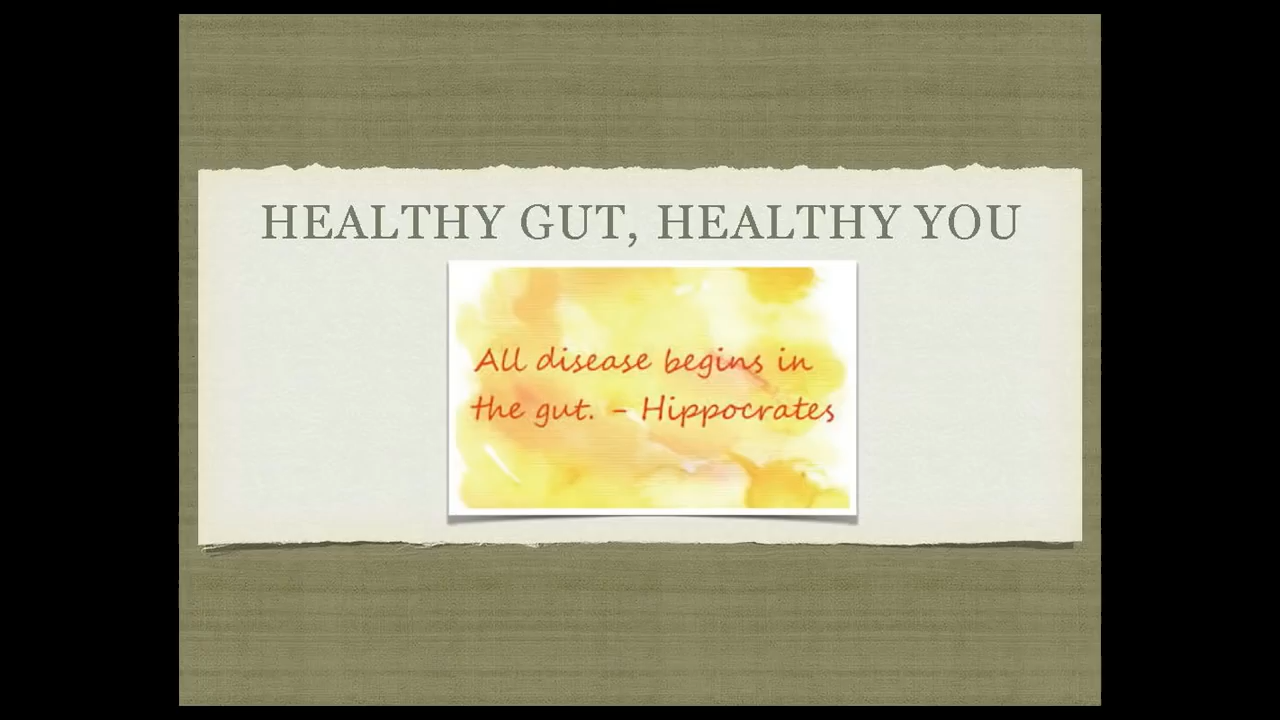 HEALTHY GUT, HEALTHY YOU
All disease begins in
the gut. - Hippocrates